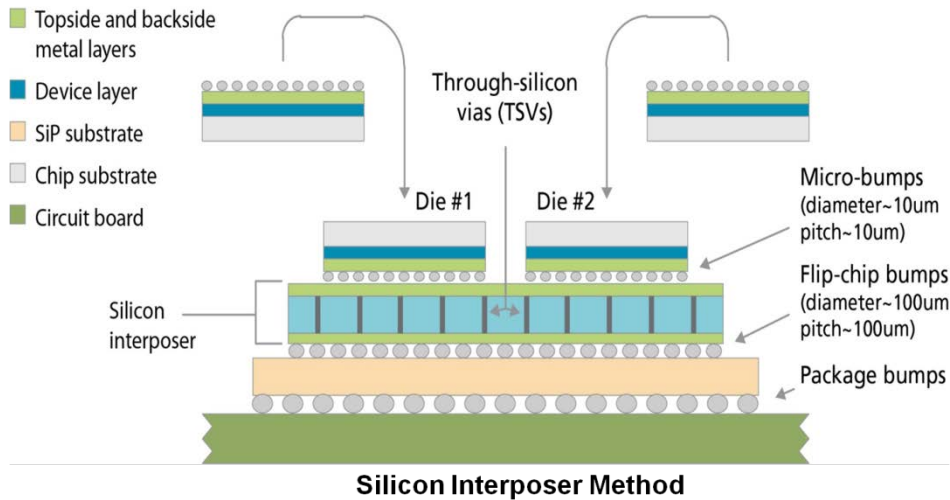 Topside and backside
metal layers
Device layer
SiP substrate
Chip substrate
Circuit board
Through-silicon
vias (TSVs)
Die #1
Die #2
Micro-bumps
(diameter~10um
pitch~10um)
Flip-chip bumps
(diameter~100um
pitch~100um)
Silicon
interposer
Package bumps
Silicon Interposer Method